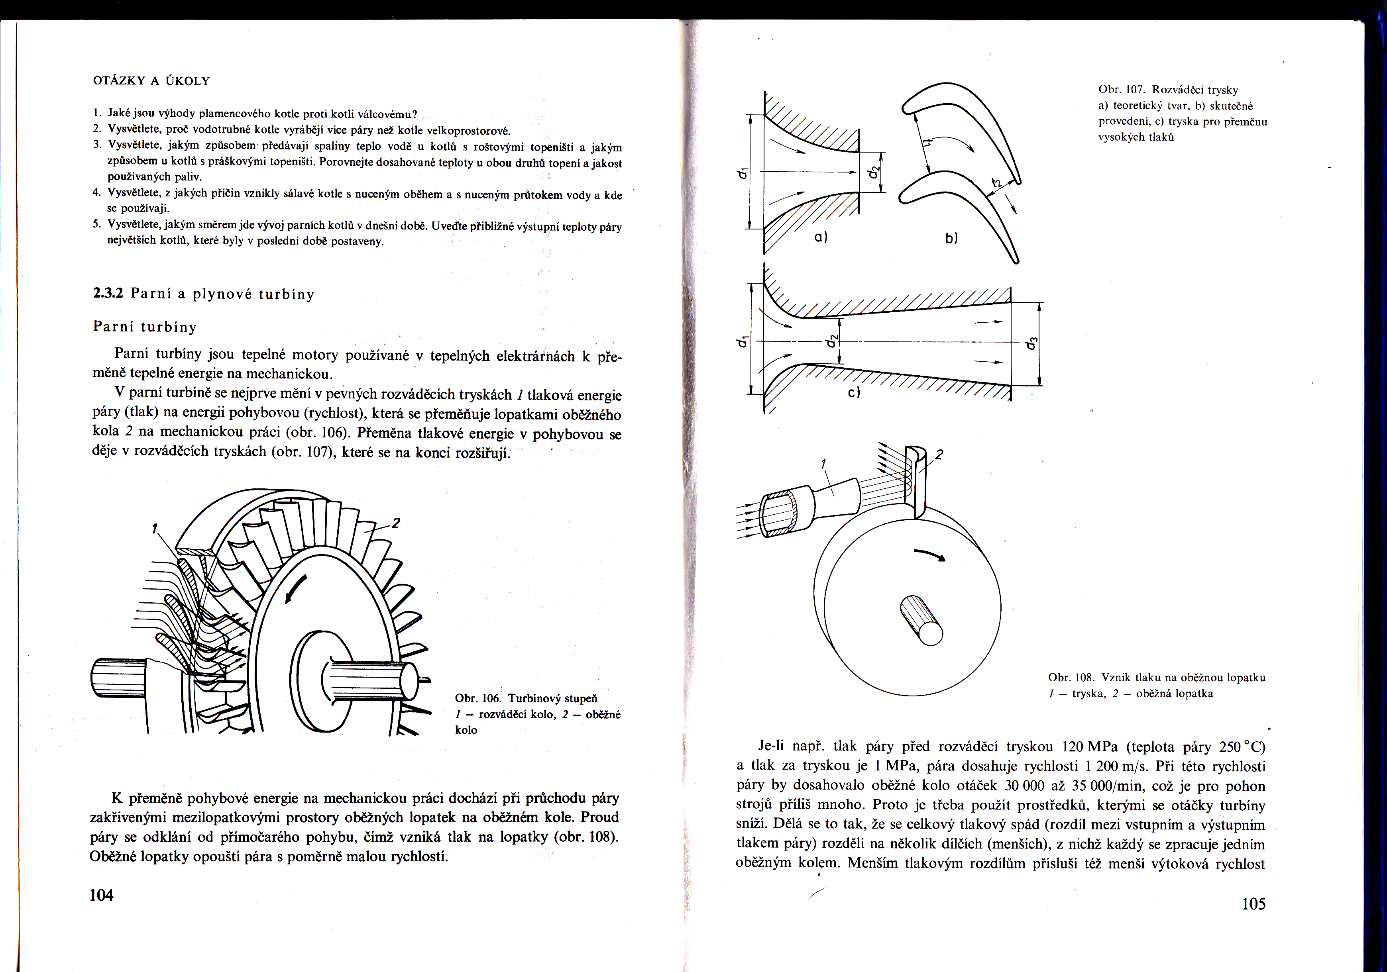 OTÁZKY A ÚKOLY
1. Jaké jsou výhody plamencového kotle proti kotli válcovému?
2. Vysvětlete, proč vodotrubné kotle vyrábějí více páry než kotle velkoprostorové.
3. Vysvětlete, jakým způsobem předávají spaliny teplo vodě u kotlů s roštovými topeništi a jakým
způsobem u kotlů s práškovými topeništi. Porovnejte dosahované teploty u obou druhů topení a jakost
používaných paliv.
4. Vysvětlete, z jakých příčin vznikly sálavé kotle s nuceným oběhem a s nuceným průtokem vody a kde
se používají.
5. Vysvětlete, jakým směrem jde vývoj parních kotlů v dnešní době. Uveďte přibližné výstupní teploty páry
největších kotlů, které byly v poslední době postaveny.
2.3.2 Parní a plynové turbíny
Parní turbíny
Parní turbíny jsou tepelné motory používané v tepelných elektrárnách k pře-
měně tepelné energie na mechanickou.
V parní turbíně se nejprve mění v pevných rozváděcích tryskách 1 tlaková energie
páry (tlak) na energii pohybovou (rychlost), která se přeměňuje lopatkami oběžného
kola 2 na mechanickou práci (obr. 106). Přeměna tlakové energie v pohybovou se
děje v rozváděcích tryskách (obr. 107), které se na konci rozšiřují.
1
2
Obr. 106. Turbínový stupeň
1 — rozváděcí kolo, 2 — oběžné
kolo
K přeměně pohybové energie na mechanickou práci dochází při průchodu páry
zakřivenými mezilopatkovými prostory oběžných lopatek na oběžném kole. Proud
páry se odklání od přímočarého pohybu, čímž vzniká tlak na lopatky (obr. 108).
Oběžné lopatky opouští pára s poměrně malou rychlostí.
104
Obr. 107. Rozváděcí trysky
a) teoretický tvar, b) skutečné
provedení, c) tryska pro přeměnu
vysokých tlaků
d1
d2
a)
t1
t2
b)
d1
d2
d3
c)
1
2
Obr. 108. Vznik tlaku na oběžnou lopatku
1 — tryska, 2 — oběžná lopatka
Je-li např. tlak páry před rozváděcí tryskou 120 MPa (teplota páry 250 °C)
a tlak za tryskou je 1 MPa, pára dosahuje rychlosti 1 200 m/s. Při této rychlosti
páry by dosahovalo oběžné kolo otáček 30 000 až 35 000/min, což je pro pohon
strojů příliš mnoho. Proto je třeba použít prostředků, kterými se otáčky turbíny
sníží. Dělá se to tak, že se celkový tlakový spád (rozdíl mezi vstupním a výstupním
tlakem páry) rozdělí na několik dílčích (menších), z nichž každý se zpracuje jedním
oběžným kolem. Menším tlakovým rozdílům přísluší též menší výtoková rychlost
105